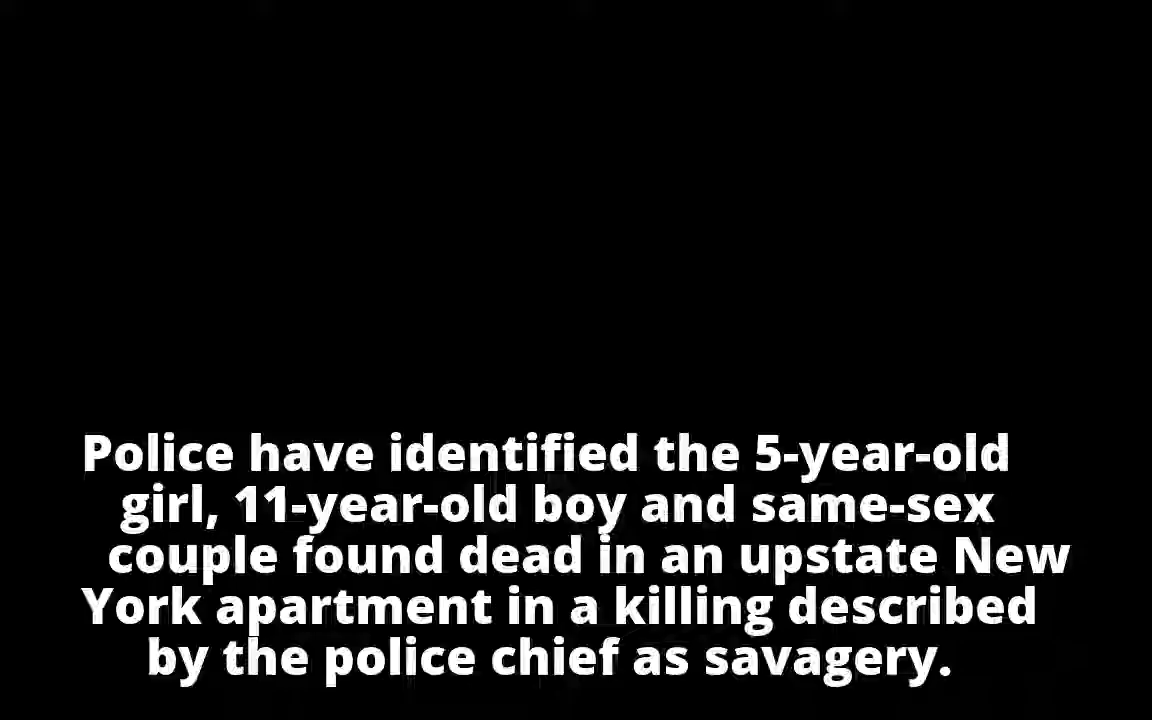 Police have identified the 5-year-old
girl, 11-year-old boy and same-sex
couple found dead in an upstate New
York apartment in a killing described
by the police chief as savagery.